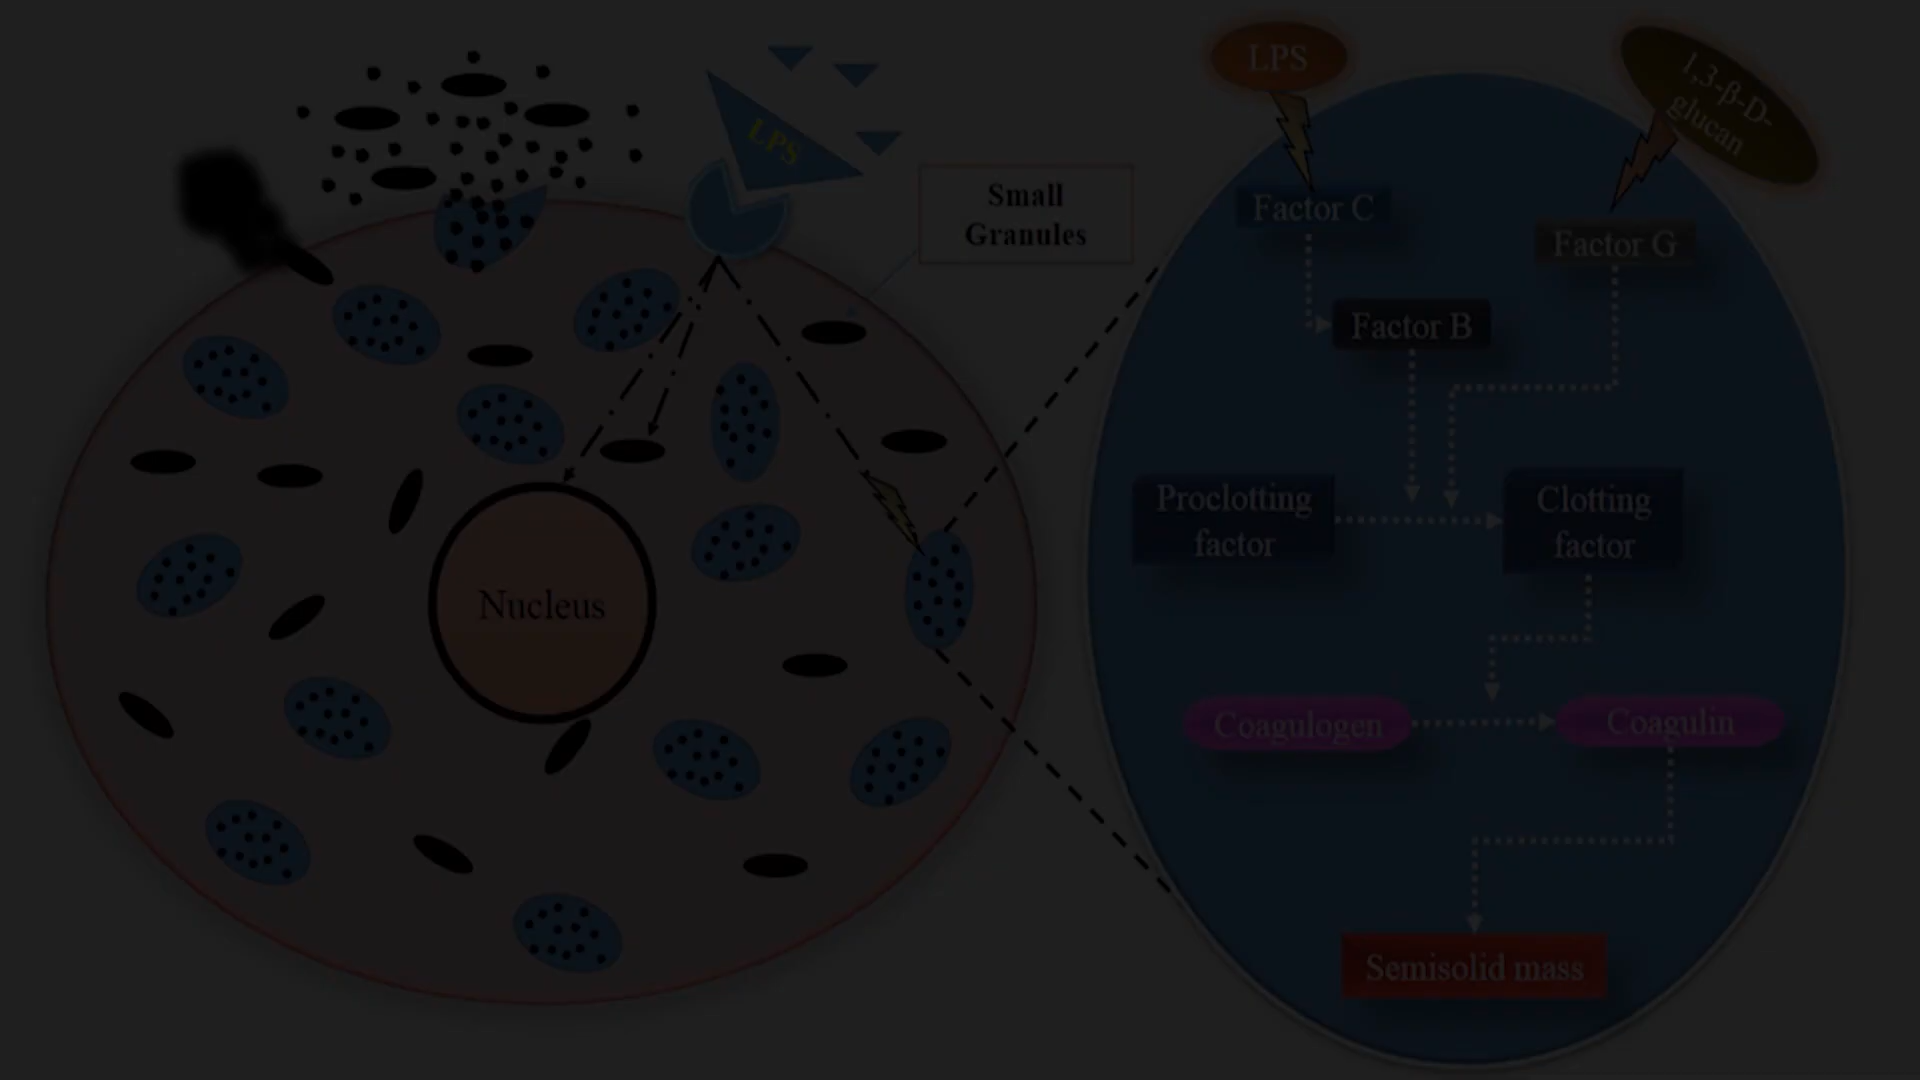 LPS
Small
Granules
Nucleus
LPS
1,3-β-D-
glucan
Factor C
Factor G
Factor B
Proclotting
factor
Clotting
factor
Coagulogen
Coagulin
Semisolid mass